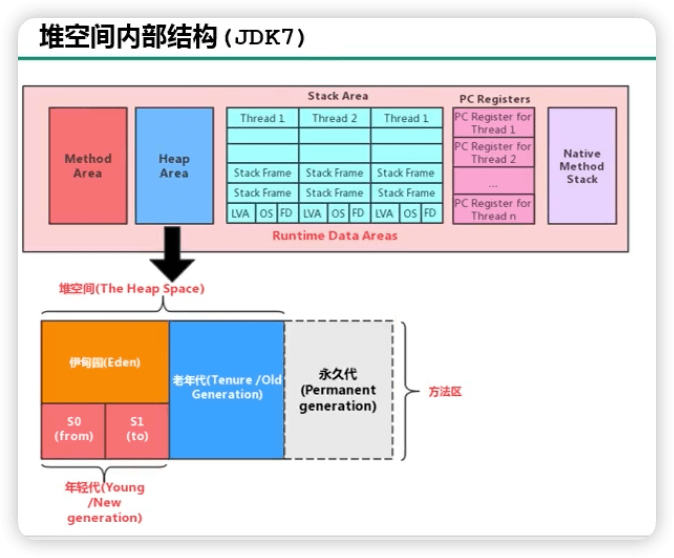 堆空间内部结构(JDK7)
Stack Area
PC Registers
Method
Area
Heap
Area
Thread 1
Thread 2
Thread 1
Stack Frame
Stack Frame
Stack Frame
Stack Frame
Stack Frame
Stack Frame
LVA
OS
FD
LVA
OS
FD
LVA
OS
FD
PC Register for
Thread 1
PC Register for
Thread 2
...
PC Register for
Thread n
Native
Method
Stack
Runtime Data Areas
堆空间(The Heap Space)
伊甸园(Eden)
S0
(from)
S1
(to)
老年代(Tenure /Old
Generation)
永久代
(Permanent
generation)
方法区
年轻代(Young
/New
generation)